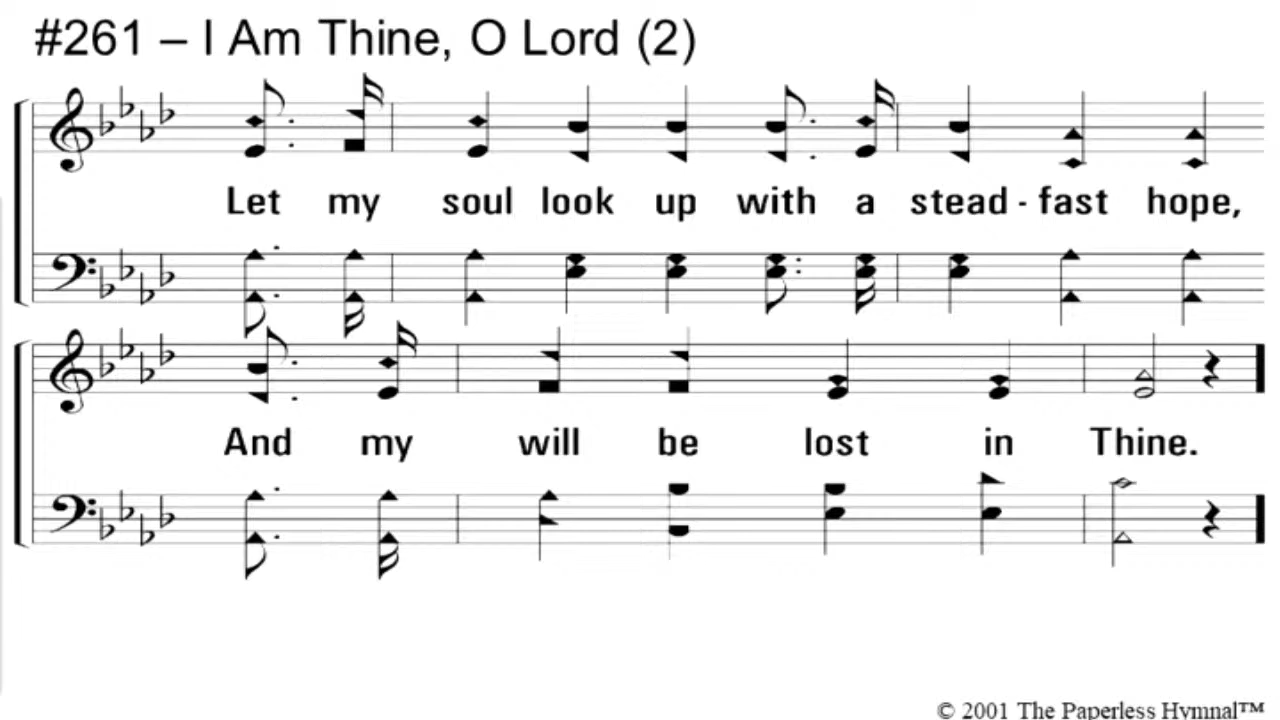 #261 – I Am Thine, O Lord (2)
Let my soul look up with a stead - fast hope,
And my will be lost in Thine.
© 2001 The Paperless Hymnal™